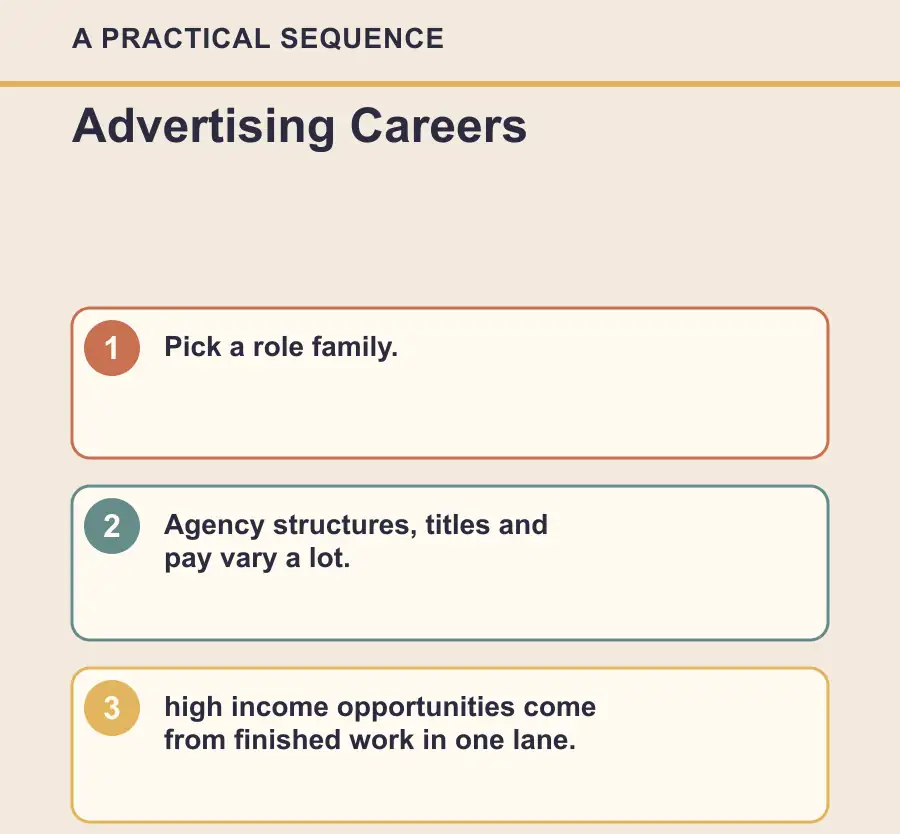 A PRACTICAL SEQUENCE
Advertising Careers
1
Pick a role family.
2
Agency structures, titles and
pay vary a lot.
3
high income opportunities come
from finished work in one lane.